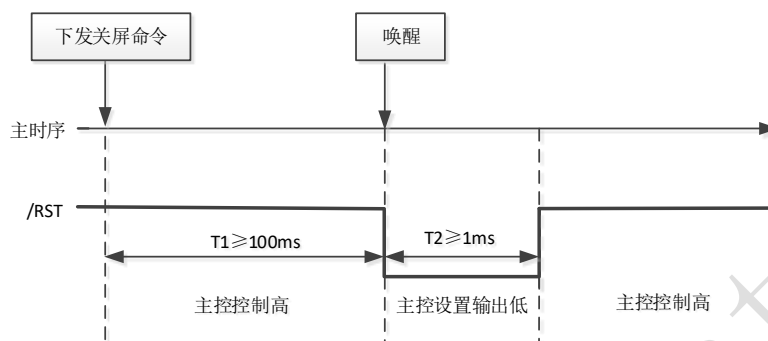 下发关屏命令
唤醒
主时序
/RST
T1≥100ms
T2≥1ms
主控控制高
主控设置输出低
主控控制高